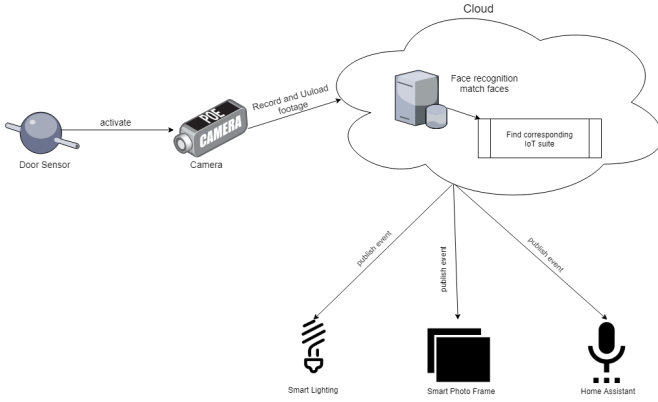 Cloud
Face recognition
match faces
Record and Uuload
footage
activate
POE
CAMERA
Find corresponding
IoT suite
Door Sensor
Camera
publish event
publish event
publish event
Smart Lighting
Smart Photo Frame
Home Assistant